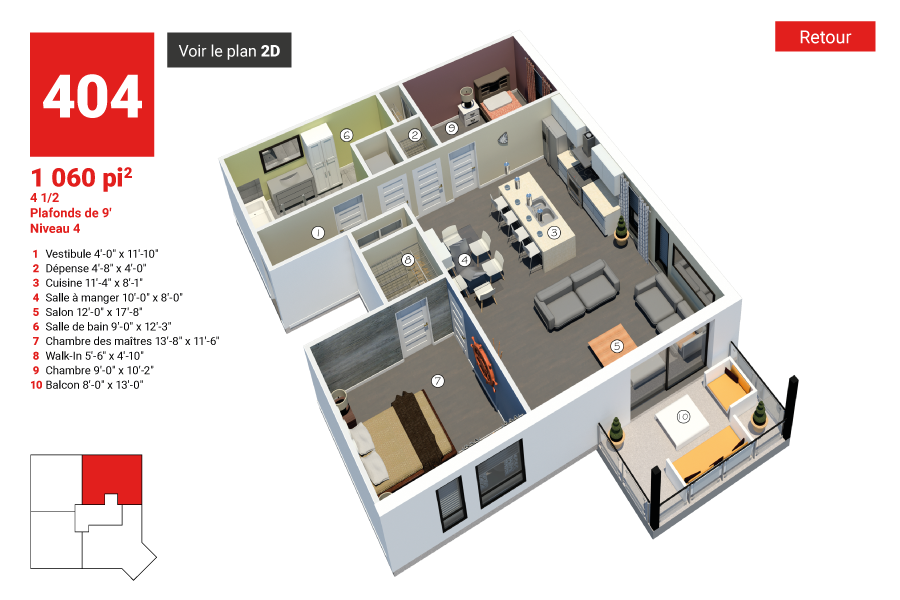 404
Voir le plan 2D
Retour
1 060 pi²
4 1/2
Plafonds de 9'
Niveau 4
1 Vestibule 4'-0" x 11'-10"
2 Dépense 4'-8" x 4'-0"
3 Cuisine 11'-4" x 8'-1"
4 Salle à manger 10'-0" x 8'-0"
5 Salon 12'-0" x 17'-8"
6 Salle de bain 9'-0" x 12'-3"
7 Chambre des maîtres 13'-8" x 11'-6"
8 Walk-In 5'-6" x 4'-10"
9 Chambre 9'-0" x 10'-2"
10 Balcon 8'-0" x 13'-0"
9
6
2
1
3
8
4
5
7
10